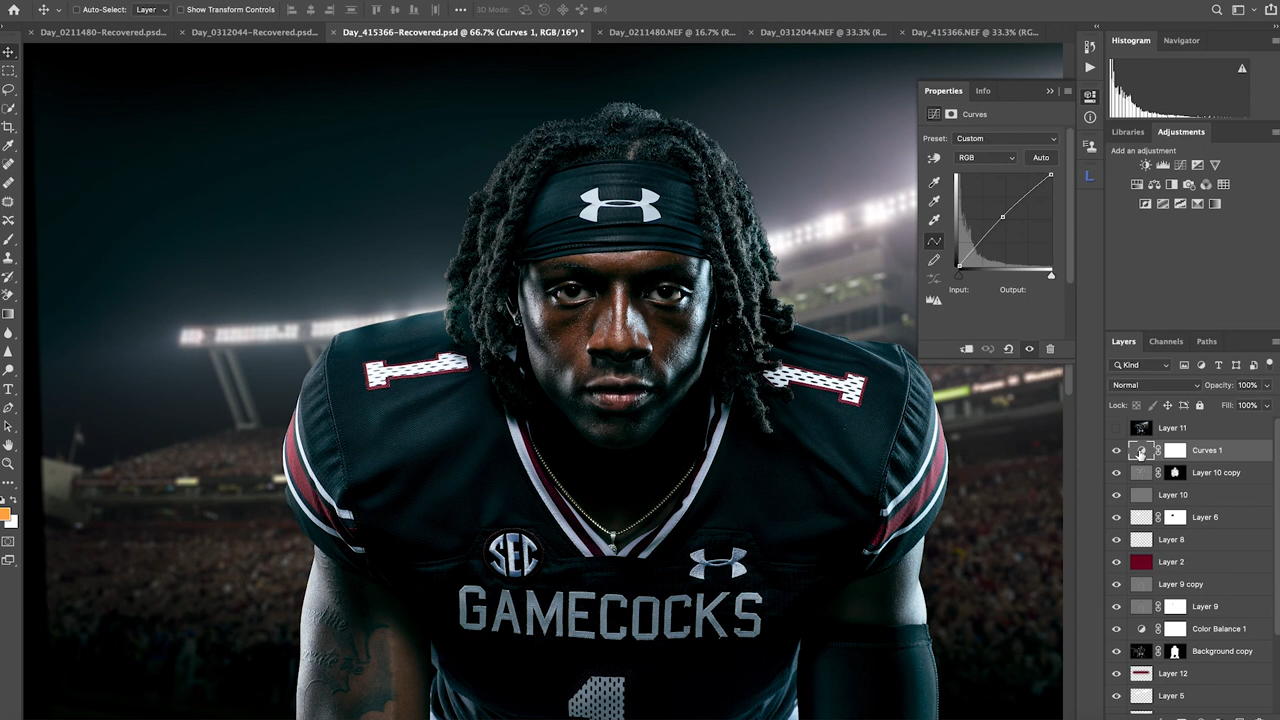 Auto-Select: Layer Show Transform Controls 3D Mode:
Day_0211480-Recovered.psd... Day_0312044-Recovered.psd... Day_415366-Recovered.psd @ 66.7% (Curves 1, RGB/16*) * Day_0211480.NEF @ 16.7% (R... Day_0312044.NEF @ 33.3% (R... Day_415366.NEF @ 33.3% (RG...
Histogram Navigator
Properties Info
Curves
Preset: Custom
RGB Auto
Input: Output:
Libraries Adjustments
Add an adjustment
L
T
Layers Channels Paths
Kind
Normal Opacity: 100%
Lock: Fill: 100%
Layer 11
Curves 1
Layer 10 copy
Layer 10
Layer 6
Layer 8
Layer 2
Layer 9 copy
Layer 9
Color Balance 1
Background copy
Layer 12
Layer 5
1 1
SEC
GAMECOCKS
1